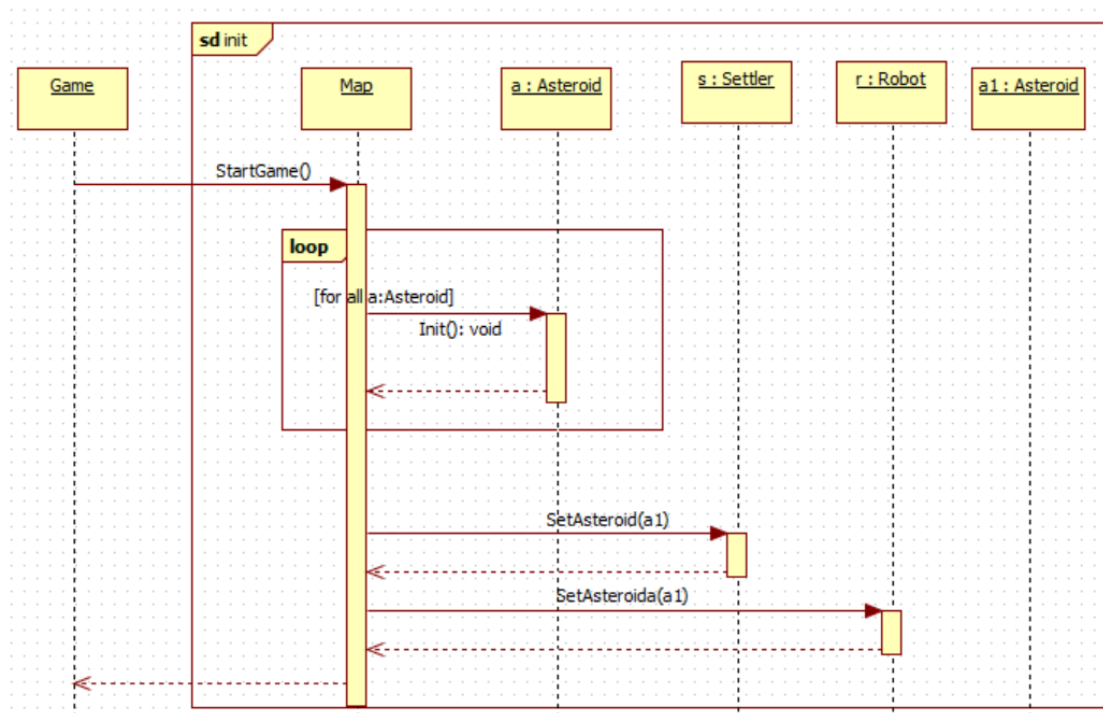 sd init
Game
Map
a : Asteroid
s : Settler
r : Robot
a1 : Asteroid
StartGame()
loop
[for all a:Asteroid]
Init(): void
SetAsteroid(a1)
SetAsteroida(a1)